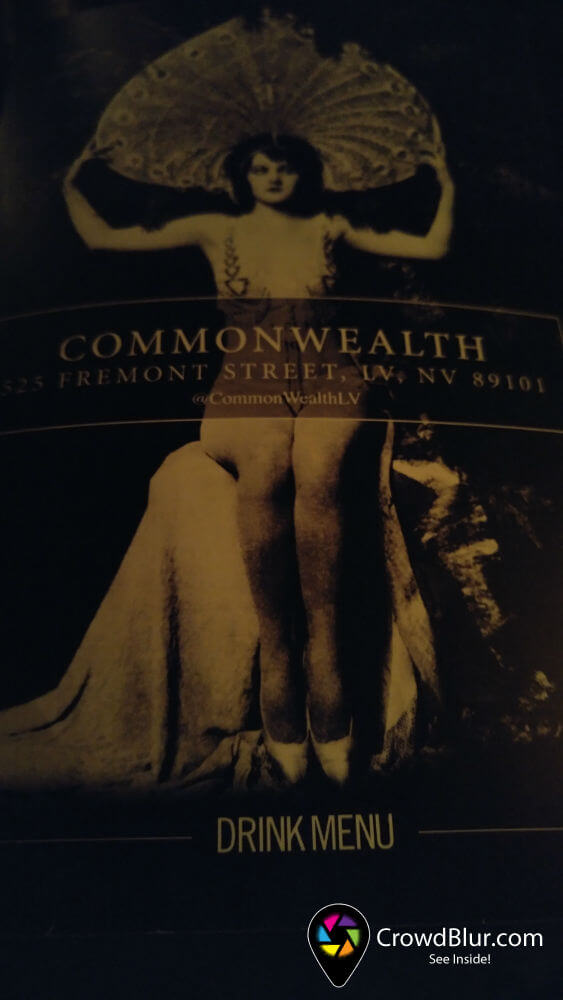 COMMONWEALTH
525 FREMONT STREET, LV, NV 89101
@CommonWealthLV
DRINK MENU
CrowdBlur.com
See Inside!